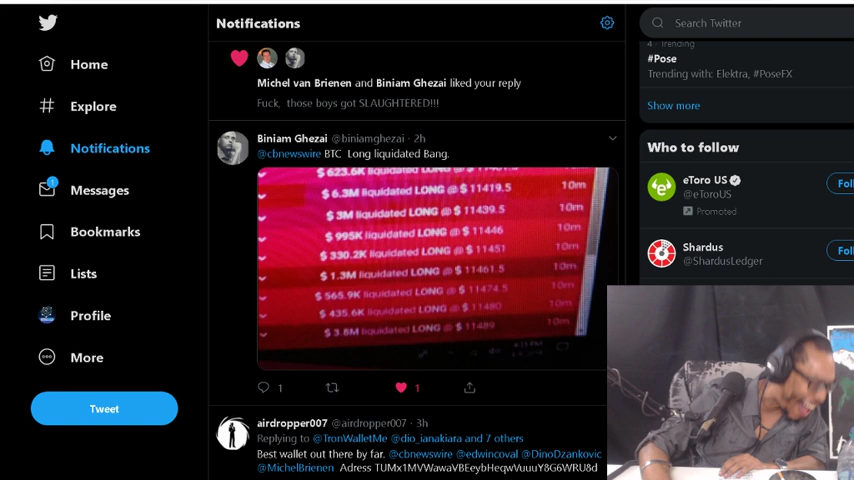 Home
Explore
Notifications
1
Messages
Bookmarks
Lists
Profile
More
Tweet
Notifications
Michel van Brienen and Biniam Ghezai liked your reply
Fuck, those boys got SLAUGHTERED!!!
Biniam Ghezai @biniamghezai · 2h
@cbnewswire BTC Long liquidated Bang.
$ 623.6K liquidated LONG @
$ 6.3M liquidated LONG @ $ 11419.5 10m
$ 3M liquidated LONG @ $ 11439.5 10m
$ 995K liquidated LONG @ $ 11446 10m
$ 330.2K liquidated LONG @ $ 11451 10m
$ 1.3M liquidated LONG @ $ 11461.5 10m
$ 565.9K liquidated LONG @ $ 11474.5 10m
$ 435.6K liquidated LONG @ $ 11480 10m
$ 3.8M liquidated LONG @ $ 11489 10m
1
1
airdropper007 @airdropper007 · 3h
Replying to @TronWalletMe @dio_ianakiara and 7 others
Best wallet out there by far. @cbnewswire @edwincoval @DinoDzankovic
@MichelBrienen Adress TUMx1MVWawaVBEeybHeqwVuuuY8G6WRU8d
Search Twitter
4 · Trending
#Pose
Trending with: Elektra, #PoseFX
Show more
Who to follow
eToro US
@eToroUS
Promoted
Foll
Shardus
@ShardusLedger
Foll